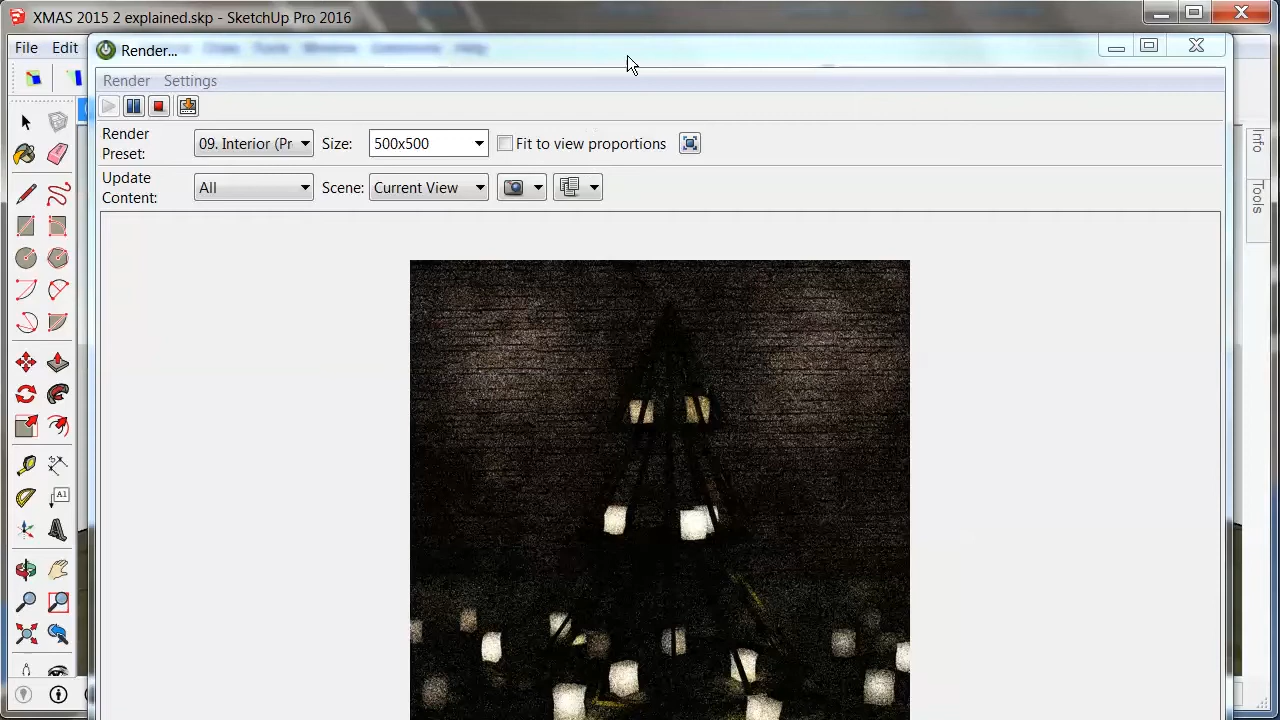 XMAS 2015 2 explained.skp - SketchUp Pro 2016
File Edit
Render...
Render Settings
Render Preset: 09. Interior (Pr Size: 500x500 Fit to view proportions
Update Content: All Scene: Current View
Info
Tools
A1